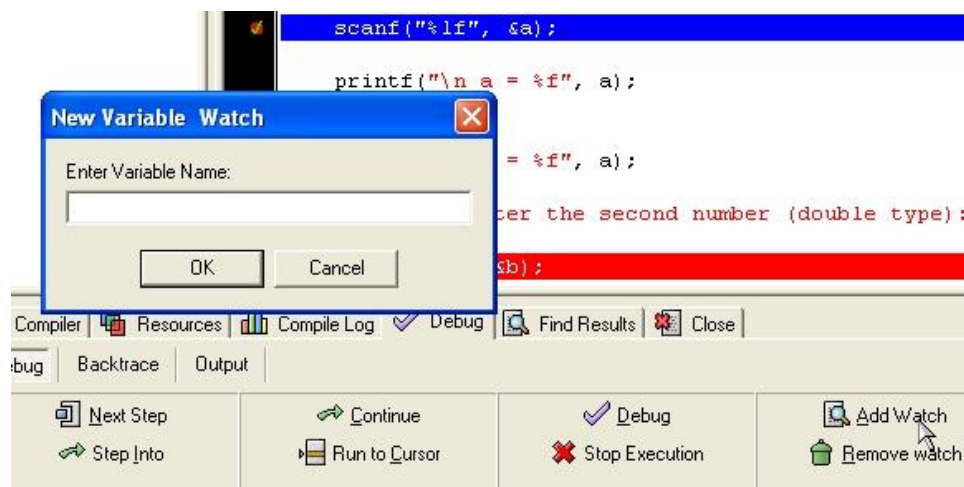 scanf("%lf", &a);
printf("\n a = %f", a);
New Variable Watch
Enter Variable Name:
= %f", a);
ter the second number (double type):
OK Cancel
&b);
Compiler Resources Compile Log Debug Find Results Close
bug Backtrace Output
Next Step Continue Debug Add Watch
Step Into Run to Cursor Stop Execution Remove watch